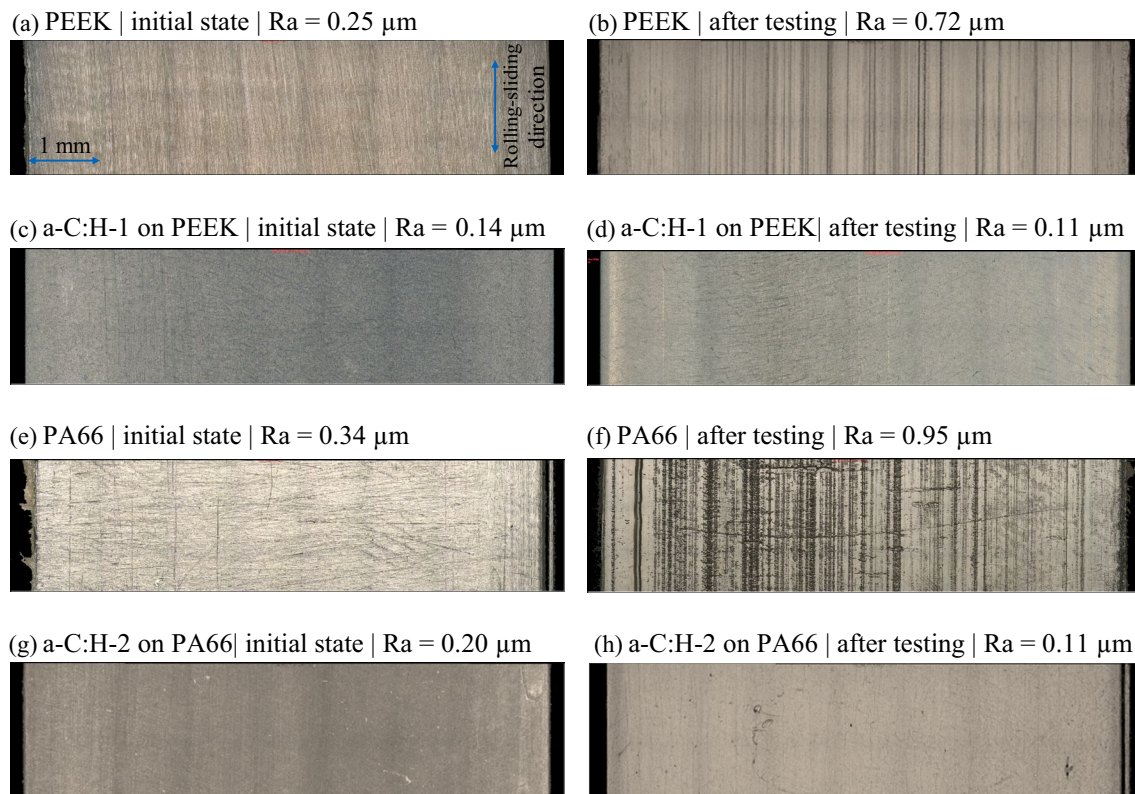 (a) PEEK | initial state | Ra = 0.25 µm
(b) PEEK | after testing | Ra = 0.72 µm
1 mm
Rolling-sliding
direction
(c) a-C:H-1 on PEEK | initial state | Ra = 0.14 µm
(d) a-C:H-1 on PEEK| after testing | Ra = 0.11 µm
(e) PA66 | initial state | Ra = 0.34 µm
(f) PA66 | after testing | Ra = 0.95 µm
(g) a-C:H-2 on PA66| initial state | Ra = 0.20 µm
(h) a-C:H-2 on PA66 | after testing | Ra = 0.11 µm